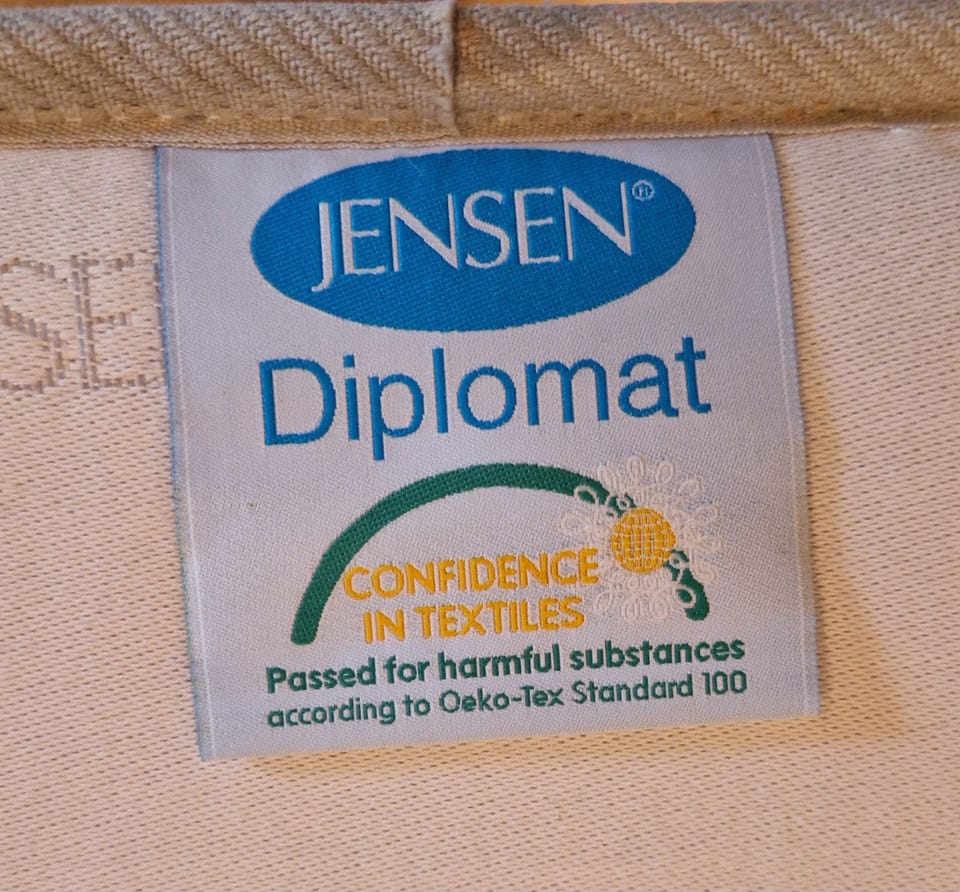 JENSEN®
Diplomat
CONFIDENCE
IN TEXTILES
Passed for harmful substances
according to Oeko-Tex Standard 100